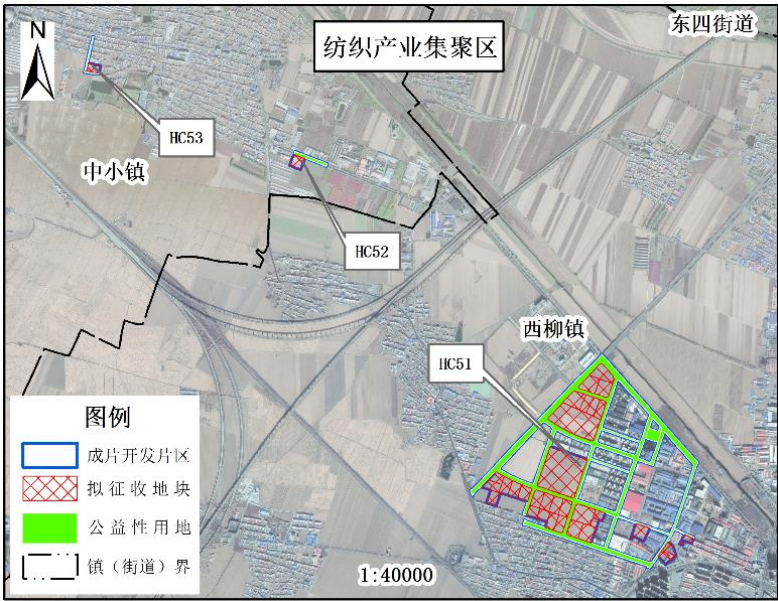 N
纺织产业集聚区
东四街道
HC53
中小镇
HC52
西柳镇
HC51
图例
成片开发片区
拟征收地块
公益性用地
镇（街道）界
1:40000